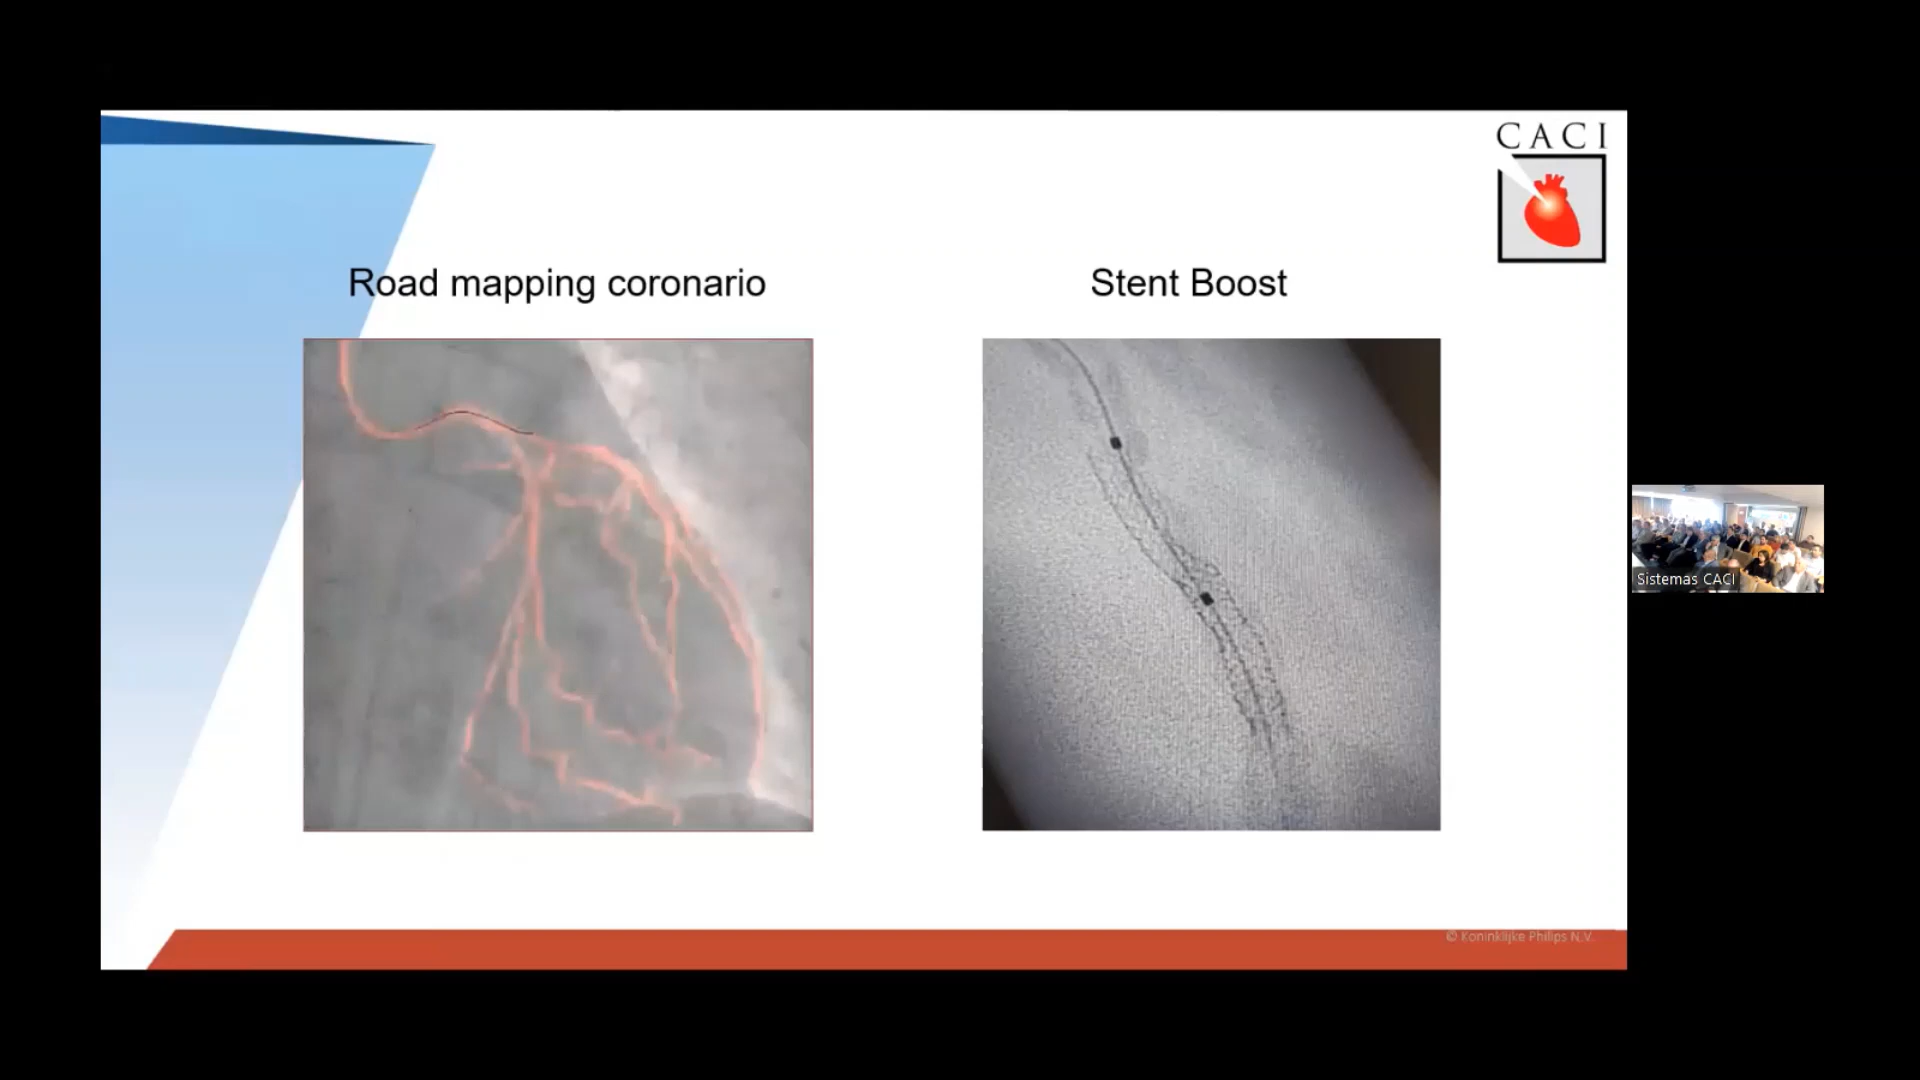 CACI
Road mapping coronario
Stent Boost
Sistemas CACI
© Koninklijke Philips N.V.